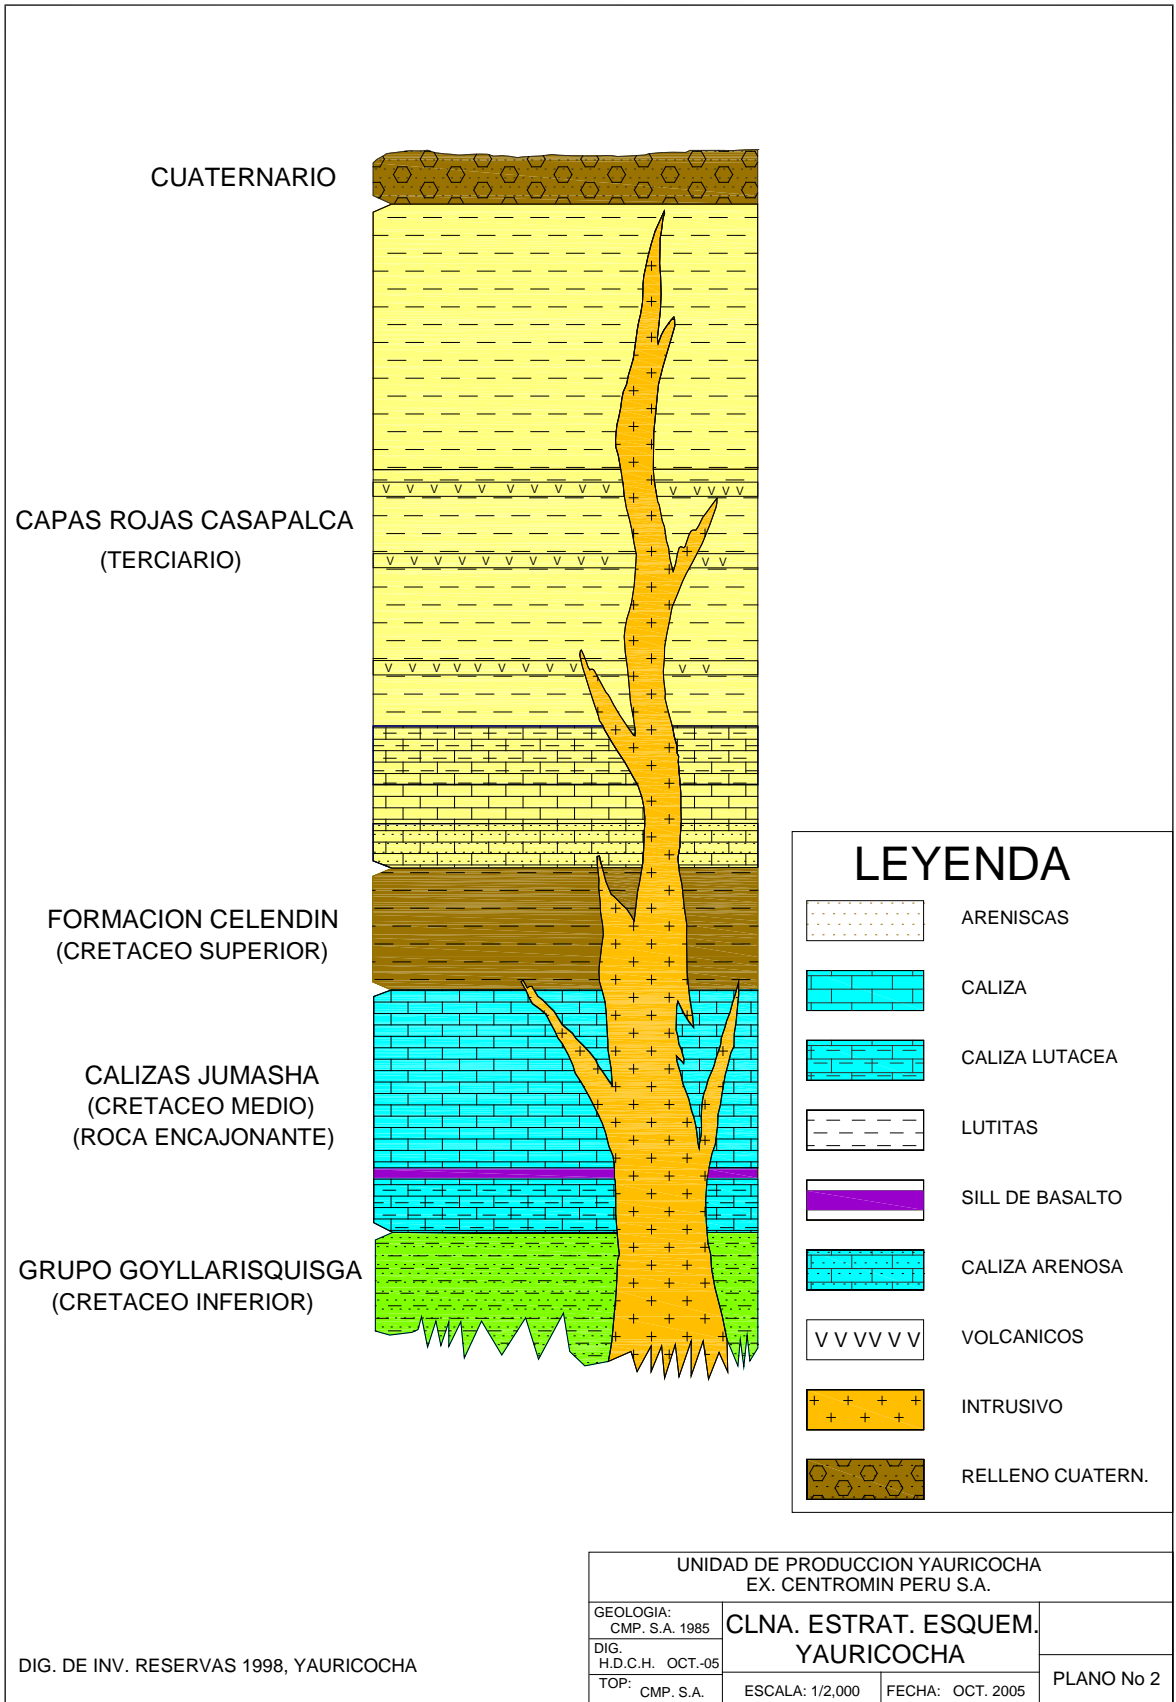 CUATERNARIO
CAPAS ROJAS CASAPALCA
(TERCIARIO)
FORMACION CELENDIN
(CRETACEO SUPERIOR)
CALIZAS JUMASHA
(CRETACEO MEDIO)
(ROCA ENCAJONANTE)
GRUPO GOYLLARISQUISGA
(CRETACEO INFERIOR)
LEYENDA
ARENISCAS
CALIZA
CALIZA LUTACEA
LUTITAS
SILL DE BASALTO
CALIZA ARENOSA
VOLCANICOS
INTRUSIVO
RELLENO CUATERN.
UNIDAD DE PRODUCCION YAURICOCHA
EX. CENTROMIN PERU S.A.
GEOLOGIA:
CMP. S.A. 1985
DIG.
H.D.C.H. OCT.-05
TOP: CMP. S.A.
CLNA. ESTRAT. ESQUEM.
YAURICOCHA
ESCALA: 1/2,000
FECHA: OCT. 2005
PLANO No 2
DIG. DE INV. RESERVAS 1998, YAURICOCHA